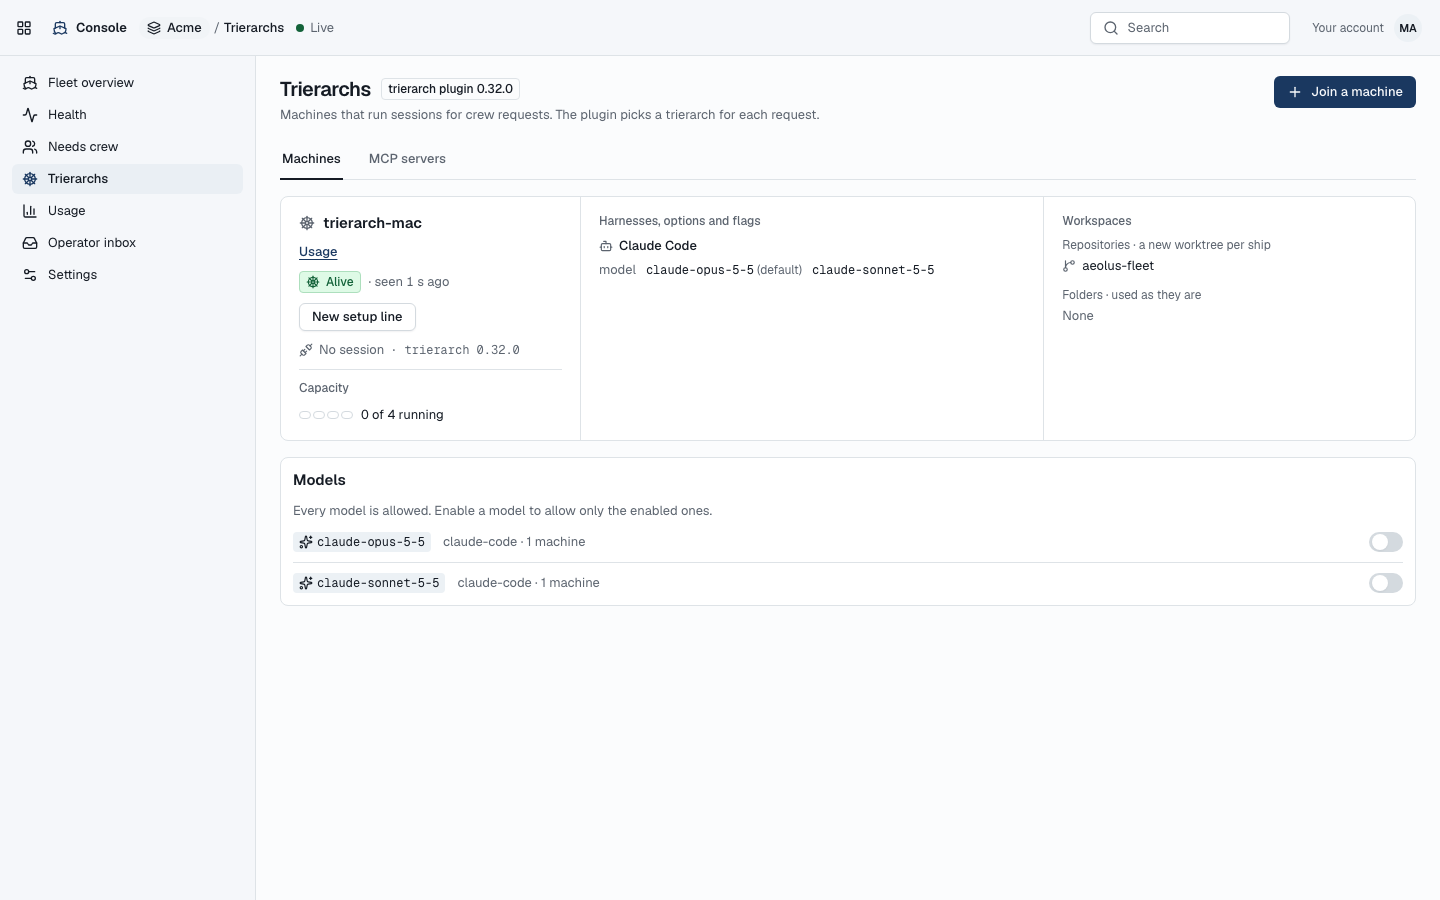 Console
Acme / Trierarchs
Live
Search
Your account
MA
Fleet overview
Health
Needs crew
Trierarchs
Usage
Operator inbox
Settings
Trierarchs
trierarch plugin 0.32.0
Machines that run sessions for crew requests. The plugin picks a trierarch for each request.
Join a machine
Machines
MCP servers
trierarch-mac
Usage
Alive · seen 1 s ago
New setup line
No session · trierarch 0.32.0
Capacity
0 of 4 running
Harnesses, options and flags
Claude Code
model claude-opus-5-5 (default) claude-sonnet-5-5
Workspaces
Repositories · a new worktree per ship
aeolus-fleet
Folders · used as they are
None
Models
Every model is allowed. Enable a model to allow only the enabled ones.
claude-opus-5-5 claude-code · 1 machine
claude-sonnet-5-5 claude-code · 1 machine